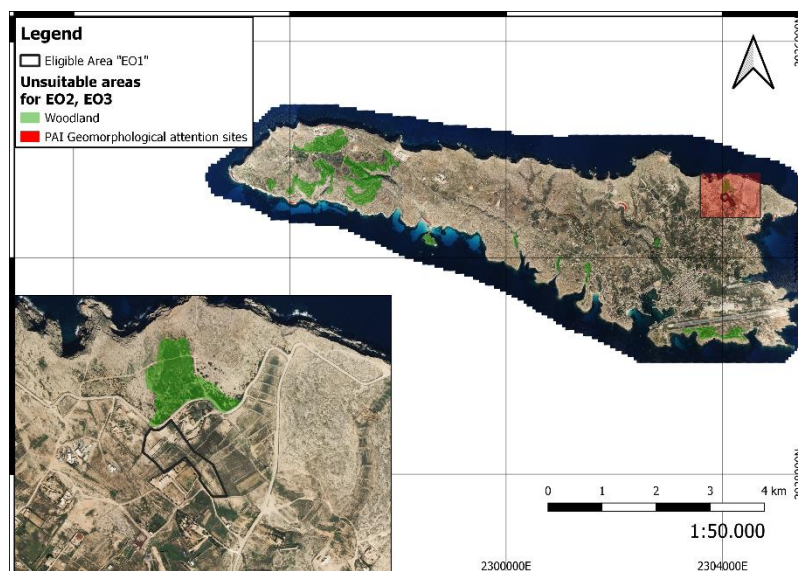 Legend
Eligible Area "EO1"
Unsuitable areas
for EO2, EO3
Woodland
PAI Geomorphological attention sites
0 1 2 3 4 km
1:50.000
2300000E
2304000E